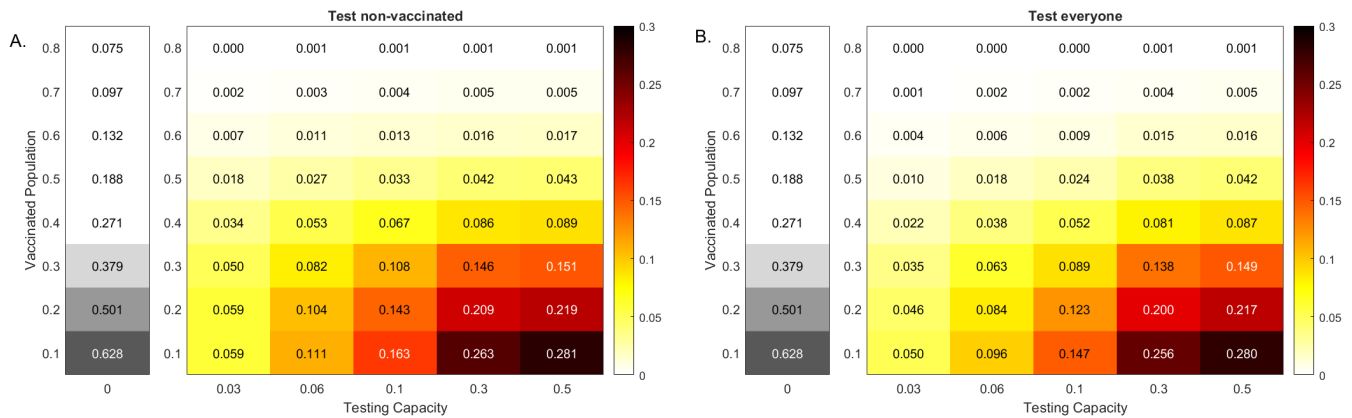 A.
Test non-vaccinated
Vaccinated Population
0.8 0.075 0.8 0.000 0.001 0.001 0.001 0.001
0.7 0.097 0.7 0.002 0.003 0.004 0.005 0.005
0.6 0.132 0.6 0.007 0.011 0.013 0.016 0.017
0.5 0.188 0.5 0.018 0.027 0.033 0.042 0.043
0.4 0.271 0.4 0.034 0.053 0.067 0.086 0.089
0.3 0.379 0.3 0.050 0.082 0.108 0.146 0.151
0.2 0.501 0.2 0.059 0.104 0.143 0.209 0.219
0.1 0.628 0.1 0.059 0.111 0.163 0.263 0.281
0 0.03 0.06 0.1 0.3 0.5
Testing Capacity
0.3
0.25
0.2
0.15
0.1
0.05
0
B.
Test everyone
Vaccinated Population
0.8 0.075 0.8 0.000 0.000 0.000 0.001 0.001
0.7 0.097 0.7 0.001 0.002 0.002 0.004 0.005
0.6 0.132 0.6 0.004 0.006 0.009 0.015 0.016
0.5 0.188 0.5 0.010 0.018 0.024 0.038 0.042
0.4 0.271 0.4 0.022 0.038 0.052 0.081 0.087
0.3 0.379 0.3 0.035 0.063 0.089 0.138 0.149
0.2 0.501 0.2 0.046 0.084 0.123 0.200 0.217
0.1 0.628 0.1 0.050 0.096 0.147 0.256 0.280
0 0.03 0.06 0.1 0.3 0.5
Testing Capacity
0.3
0.25
0.2
0.15
0.1
0.05
0